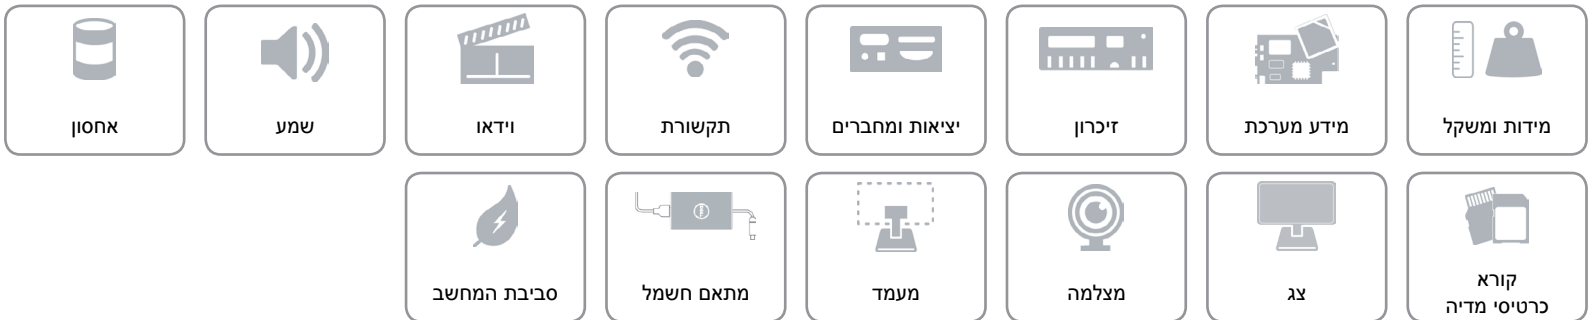 מידות ומשקל
מידע מערכת
זיכרון
יציאות ומחברים
תקשורת
וידאו
שמע
אחסון
קורא
כרטיסי מדיה
צג
מצלמה
מעמד
מתאם חשמל
סביבת המחשב